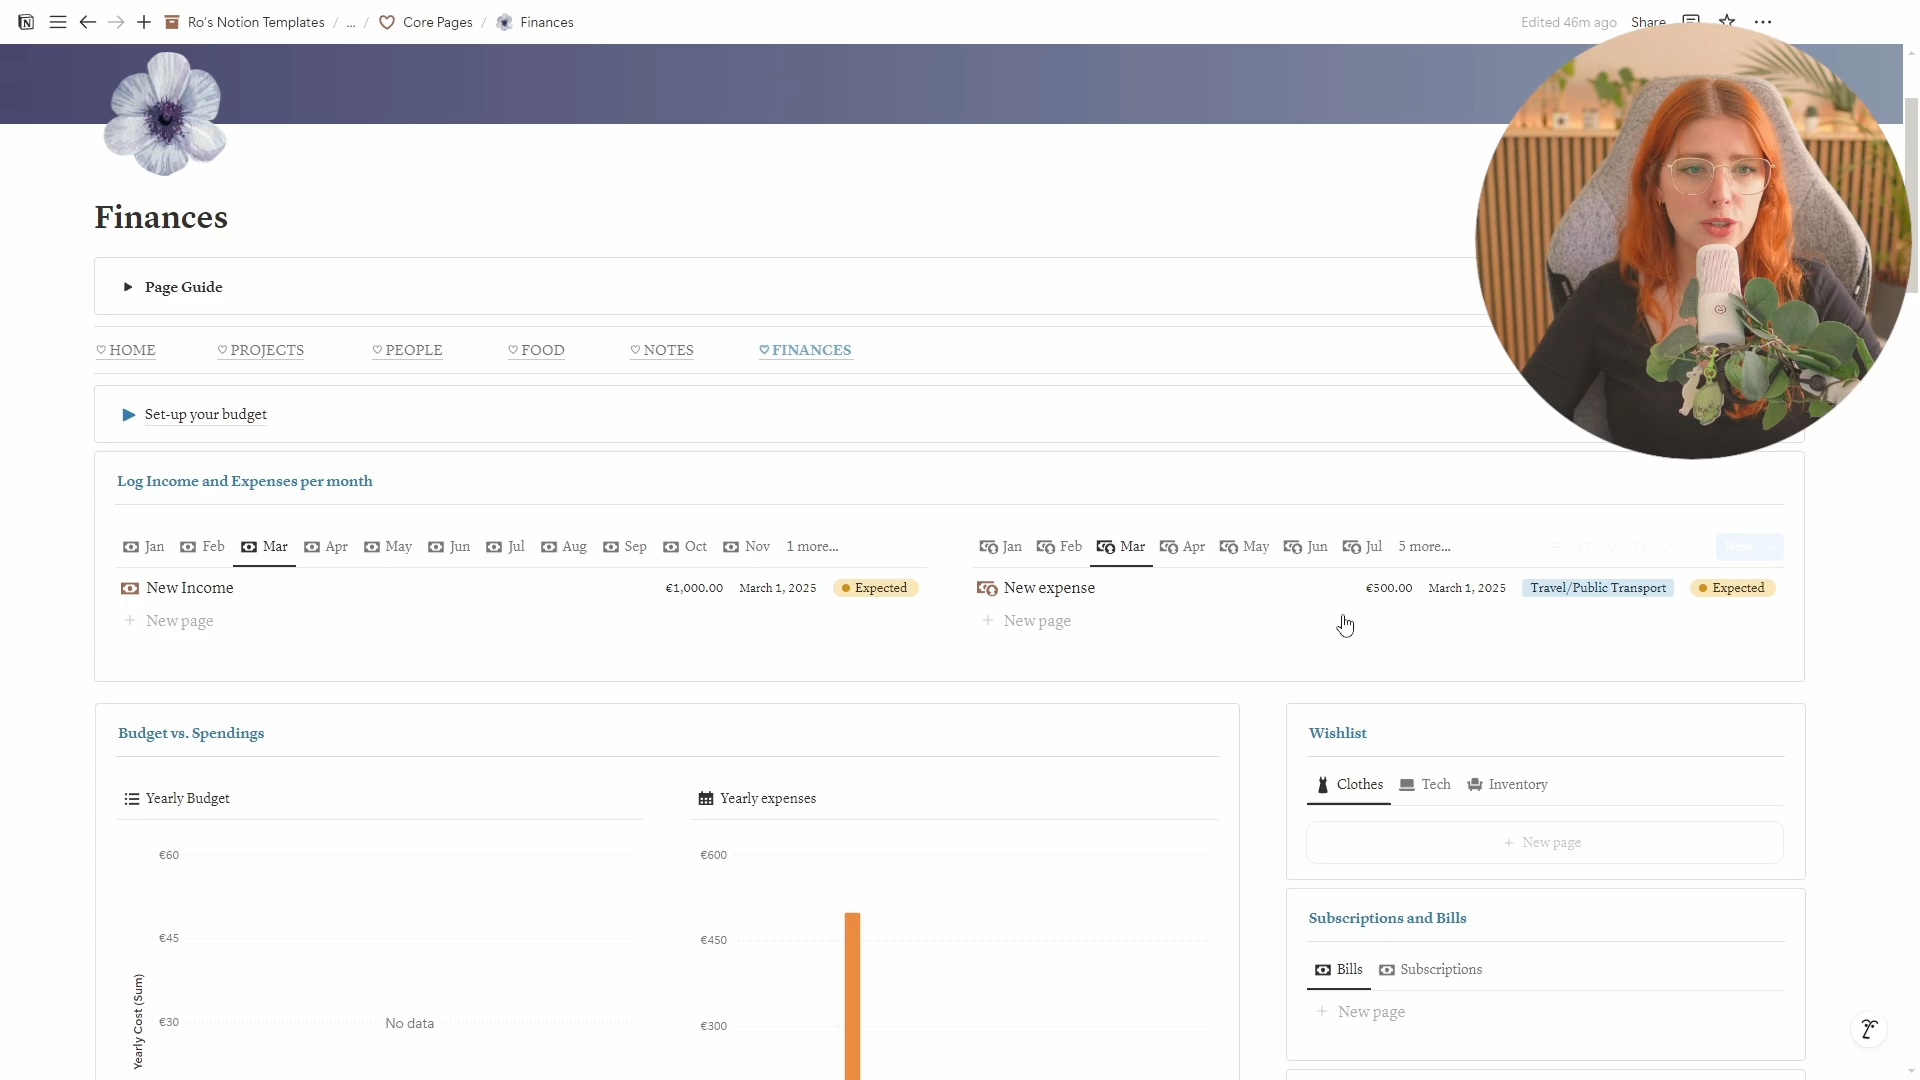 Ro's Notion Templates / ... / Core Pages / Finances
Edited 46m ago Share
Finances
Page Guide
HOME PROJECTS PEOPLE FOOD NOTES FINANCES
Set-up your budget
Log Income and Expenses per month
Jan Feb Mar Apr May Jun Jul Aug Sep Oct Nov 1 more...
Jan Feb Mar Apr May Jun Jul 5 more... New
New Income €1,000.00 March 1, 2025 Expected
New expense €500.00 March 1, 2025 Travel/Public Transport Expected
+ New page
+ New page
Budget vs. Spendings
Yearly Budget
€60
€45
€30
Yearly Cost (Sum)
No data
Yearly expenses
€600
€450
€300
Wishlist
Clothes Tech Inventory
+ New page
Subscriptions and Bills
Bills Subscriptions
+ New page